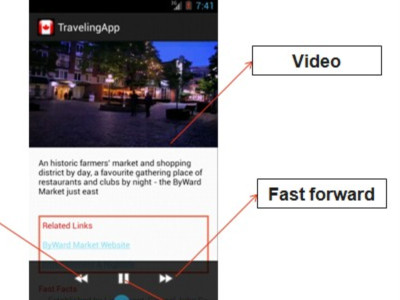 7:41
TravelingApp
Video
An historic farmers' market and shopping
district by day, a favourite gathering place of
restaurants and clubs by night - the ByWard
Market just east
Fast forward
Related Links
ByWard Market Website
Fast Facts